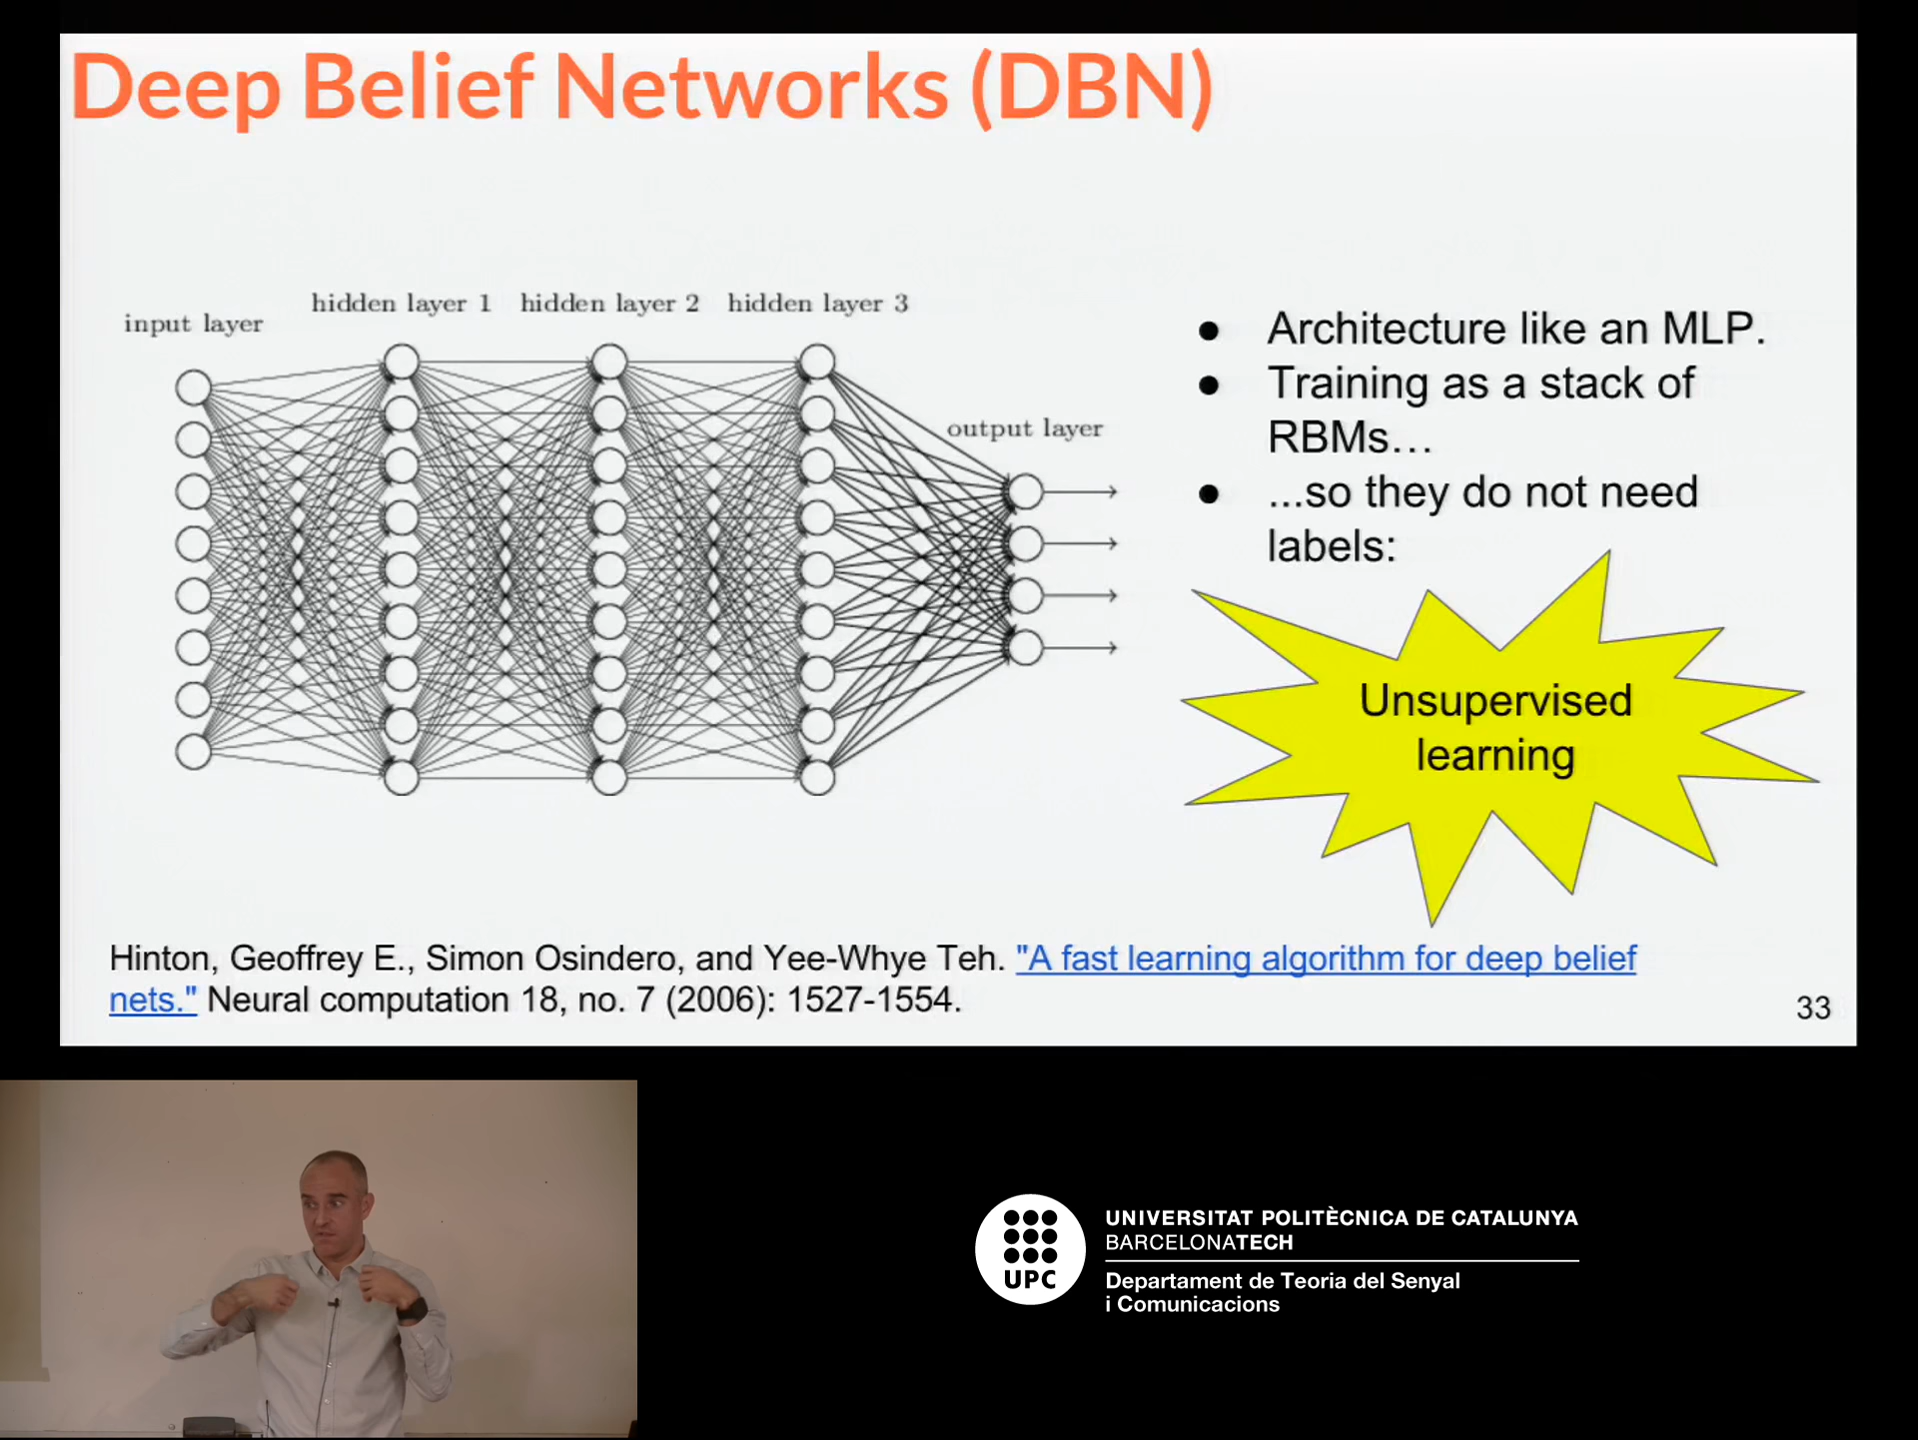 Deep Belief Networks (DBN)
input layer
hidden layer 1
hidden layer 2
hidden layer 3
output layer
● Architecture like an MLP.
● Training as a stack of
RBMs...
● ...so they do not need
labels:
Unsupervised
learning
Hinton, Geoffrey E., Simon Osindero, and Yee-Whye Teh. "A fast learning algorithm for deep belief
nets." Neural computation 18, no. 7 (2006): 1527-1554.
33
UPC
UNIVERSITAT POLITÈCNICA DE CATALUNYA
BARCELONATECH
Departament de Teoria del Senyal
i Comunicacions